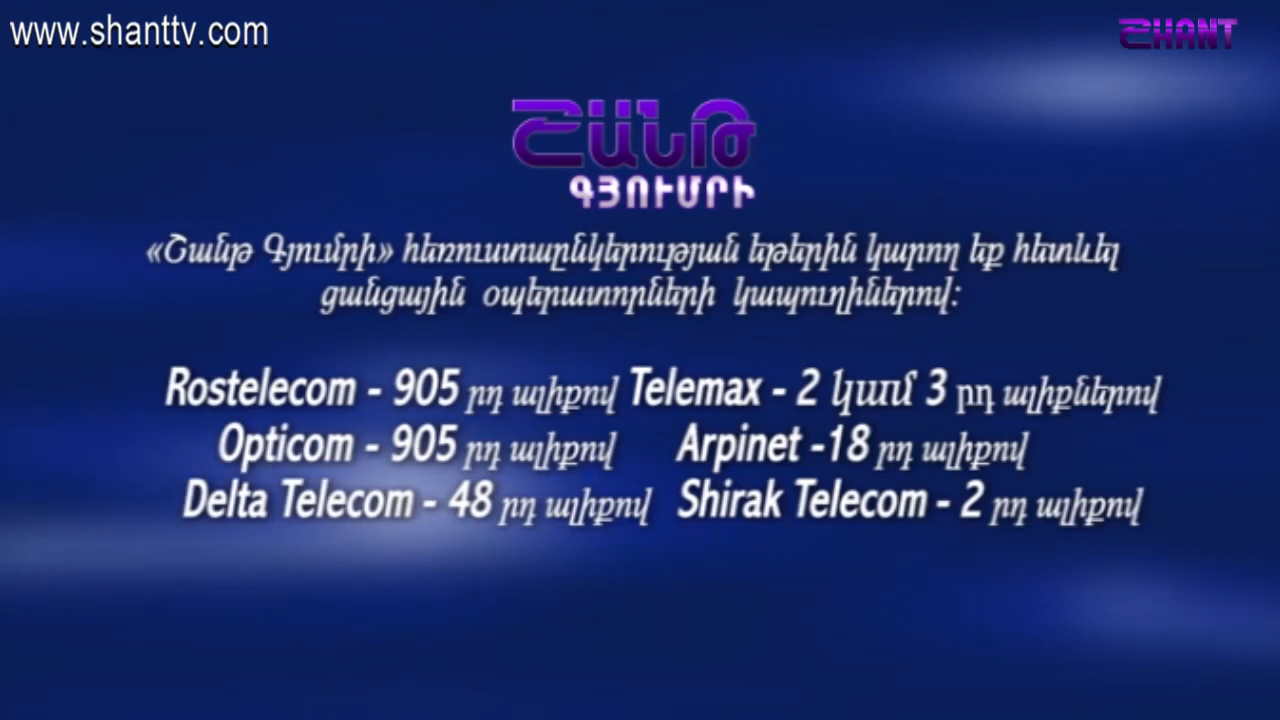 www.shanttv.com
SHANT
ՇԱՆԹ
ԳՅՈՒՄՐԻ
«Շանթ Գյումրի» հեռուստաընկերության եթերին կարող եք հետևել
ցանցային օպերատորների կապուղիներով:
Rostelecom - 905 րդ ալիքով Telemax - 2 կամ 3 րդ ալիքներով
Opticom - 905 րդ ալիքով Arpinet -18 րդ ալիքով
Delta Telecom - 48 րդ ալիքով Shirak Telecom - 2 րդ ալիքով